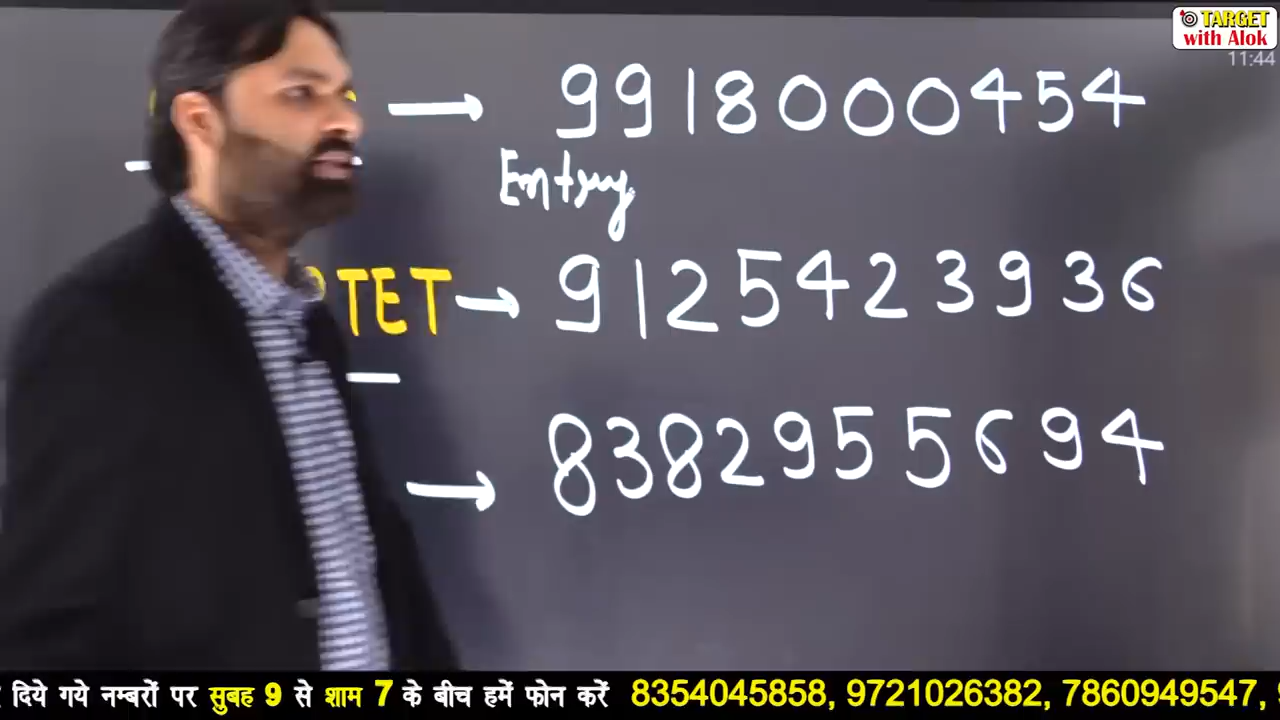 TARGET
with Alok
11:44
→ 9918000454
Entry
TET → 9125423936
→ 8382955694
दिये गये नम्बरों पर सुबह 9 से शाम 7 के बीच हमें फोन करें 8354045858, 9721026382, 7860949547,